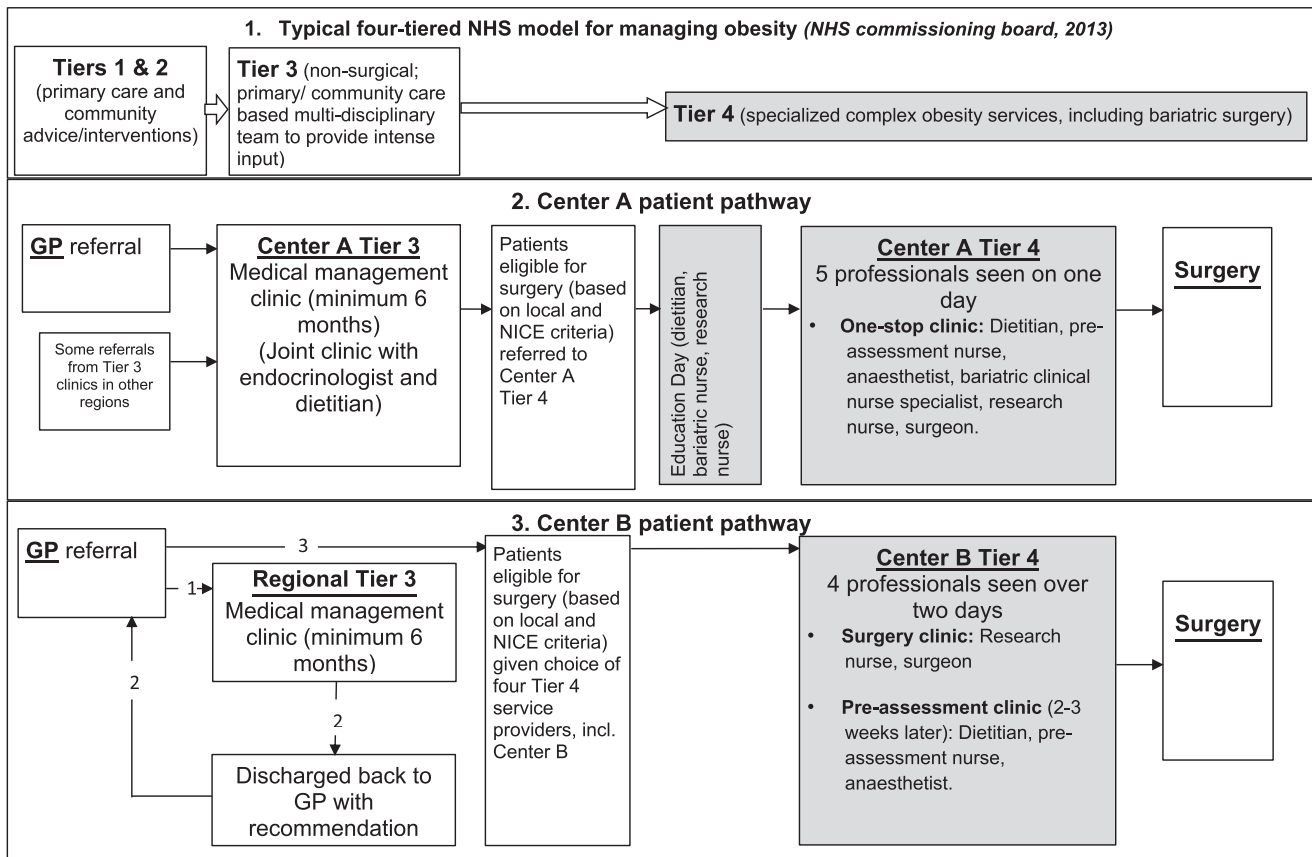 1. Typical four-tiered NHS model for managing obesity (NHS commissioning board, 2013)
Tiers 1 & 2
(primary care and
community
advice/interventions)
Tier 3 (non-surgical;
primary/ community care
based multi-disciplinary
team to provide intense
input)
Tier 4 (specialized complex obesity services, including bariatric surgery)
2. Center A patient pathway
GP referral
Some referrals
from Tier 3
clinics in other
regions
Center A Tier 3
Medical management
clinic (minimum 6
months)
(Joint clinic with
endocrinologist and
dietitian)
Patients
eligible for
surgery (based
on local and
NICE criteria)
referred to
Center A
Tier 4
Education Day (dietitian,
bariatric nurse, research
nurse)
Center A Tier 4
5 professionals seen on one
day
• One-stop clinic: Dietitian, pre-
assessment nurse,
anaesthetist, bariatric clinical
nurse specialist, research
nurse, surgeon.
Surgery
3. Center B patient pathway
GP referral
3
1
Regional Tier 3
Medical management
clinic (minimum 6
months)
2
2
Discharged back to
GP with
recommendation
Patients
eligible for
surgery (based
on local and
NICE criteria)
given choice of
four Tier 4
service
providers, incl.
Center B
Center B Tier 4
4 professionals seen over
two days
• Surgery clinic: Research
nurse, surgeon
• Pre-assessment clinic (2-3
weeks later): Dietitian, pre-
assessment nurse,
anaesthetist.
Surgery